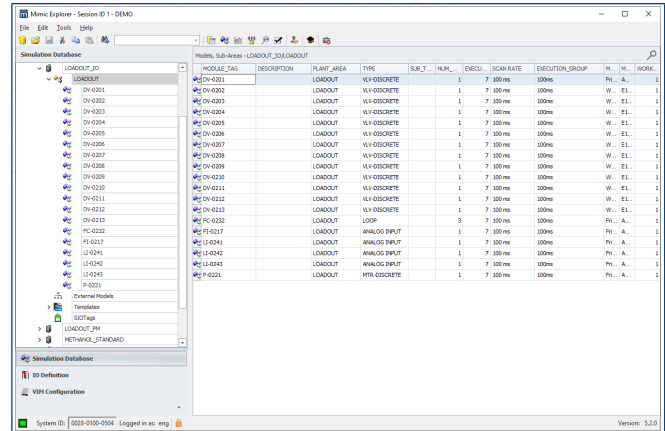 Mimic Explorer - Session ID 1 - DEMO
File Edit Tools Help
Simulation Database
LOADOUT_IO
LOADOUT
DV-0201
DV-0202
DV-0203
DV-0204
DV-0205
DV-0206
DV-0207
DV-0208
DV-0209
DV-0210
DV-0211
DV-0212
DV-0213
FC-0232
FI-0217
LI-0241
LI-0242
LI-0243
P-0221
External Models
Templates
SIOTags
LOADOUT_PM
METHANOL_STANDARD
Simulation Database
IO Definition
VIM Configuration
Models, Sub-Areas - LOADOUT_IO/LOADOUT
MODULE_TAG DESCRIPTION PLANT_AREA TYPE SUB_T... NUM_... EXECU... SCAN RATE EXECUTION_GROUP M... M... WORK...
DV-0201 LOADOUT VLV-DISCRETE 1 7 100 ms 100ms Fri... A... 1
DV-0202 LOADOUT VLV-DISCRETE 1 7 100 ms 100ms W... E1... 1
DV-0203 LOADOUT VLV-DISCRETE 1 7 100 ms 100ms W... E1... 1
DV-0204 LOADOUT VLV-DISCRETE 1 7 100 ms 100ms Fri... A... 1
DV-0205 LOADOUT VLV-DISCRETE 1 7 100 ms 100ms W... E1... 1
DV-0206 LOADOUT VLV-DISCRETE 1 7 100 ms 100ms W... E1... 1
DV-0207 LOADOUT VLV-DISCRETE 1 7 100 ms 100ms W... E1... 1
DV-0208 LOADOUT VLV-DISCRETE 1 7 100 ms 100ms W... E1... 1
DV-0209 LOADOUT VLV-DISCRETE 1 7 100 ms 100ms W... E1... 1
DV-0210 LOADOUT VLV-DISCRETE 1 7 100 ms 100ms W... E1... 1
DV-0211 LOADOUT VLV-DISCRETE 1 7 100 ms 100ms W... E1... 1
DV-0212 LOADOUT VLV-DISCRETE 1 7 100 ms 100ms W... E1... 1
DV-0213 LOADOUT VLV-DISCRETE 1 7 100 ms 100ms W... E1... 1
FC-0232 LOADOUT LOOP 3 7 100 ms 100ms Fri... A... 1
FI-0217 LOADOUT ANALOG INPUT 1 7 100 ms 100ms Fri... A... 1
LI-0241 LOADOUT ANALOG INPUT 1 7 100 ms 100ms Fri... A... 1
LI-0242 LOADOUT ANALOG INPUT 1 7 100 ms 100ms Fri... A... 1
LI-0243 LOADOUT ANALOG INPUT 1 7 100 ms 100ms Fri... A... 1
P-0221 LOADOUT MTR-DISCRETE 1 7 100 ms 100ms Fri... A... 1
System ID: 0028-0100-0504 Logged in as: eng Version: 5.2.0